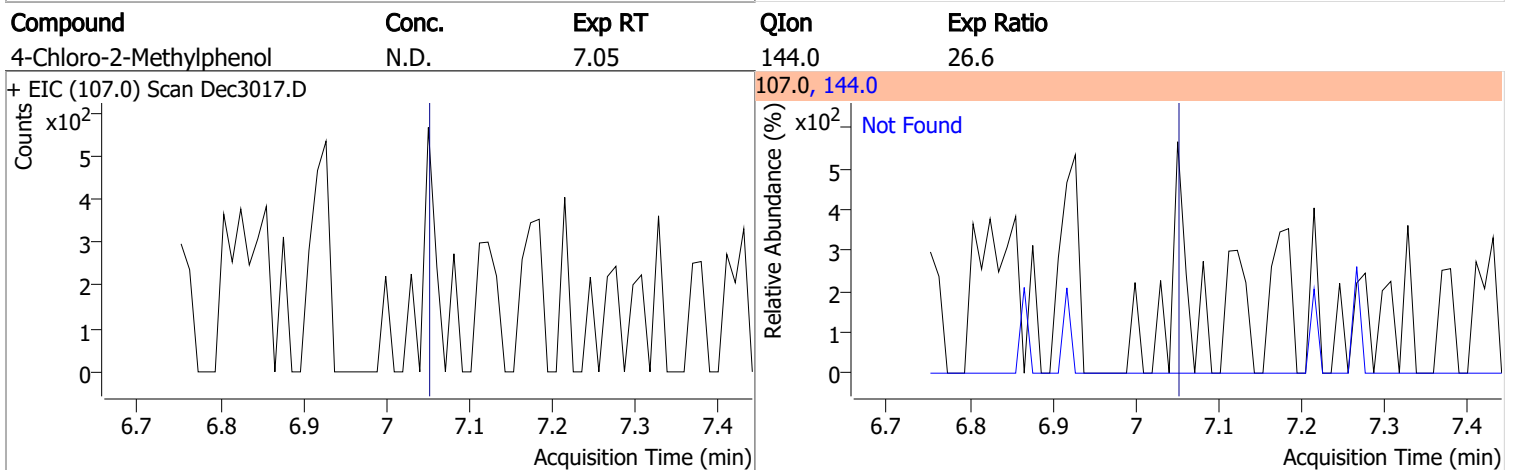 Compound Conc. Exp RT QIon Exp Ratio
4-Chloro-2-Methylphenol N.D. 7.05 144.0 26.6
+ EIC (107.0) Scan Dec3017.D
Counts
x10²
5
4
3
2
1
0
6.7 6.8 6.9 7 7.1 7.2 7.3 7.4
Acquisition Time (min)
107.0, 144.0
Relative Abundance (%)
x10²
Not Found
5
4
3
2
1
0
6.7 6.8 6.9 7 7.1 7.2 7.3 7.4
Acquisition Time (min)